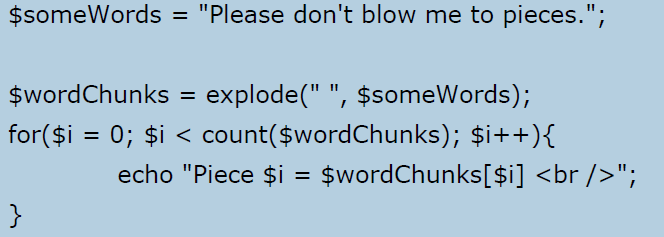 $someWords = "Please don't blow me to pieces.";
$wordChunks = explode(" ", $someWords);
for($i = 0; $i < count($wordChunks); $i++){
echo "Piece $i = $wordChunks[$i] <br />";
}